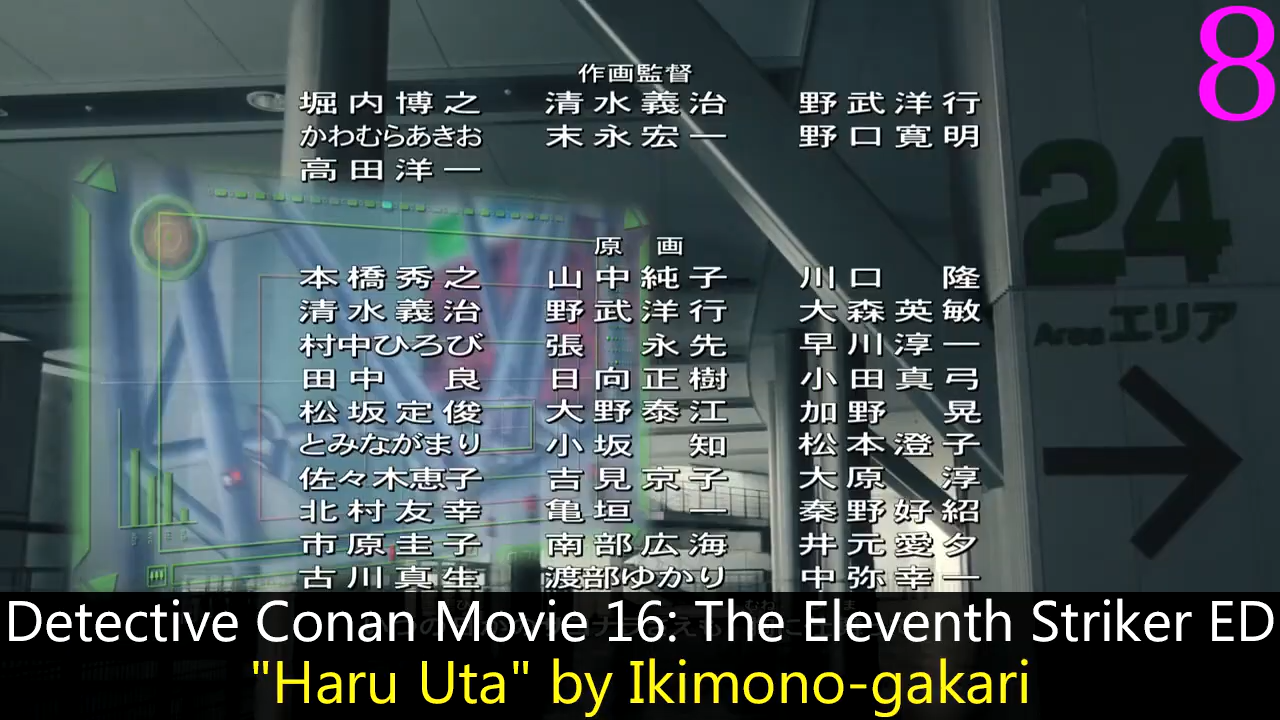 8
作画監督
堀内博之 清水義治 野武洋行
かわむらあきお 末永宏一 野口寛明
高田洋一
原画
本橋秀之 山中純子 川口隆
清水義治 野武洋行 大森英敏
村中ひろび 張永先 早川淳一
田中良 日向正樹 小田真弓
松坂定俊 大野泰江 加野晃
とみながまり 小坂知 松本澄子
佐々木恵子 吉見京子 大原淳
北村友幸 亀垣一 秦野好紹
市原圭子 南部広海 井元愛夕
古川真生 渡部ゆかり 中弥幸一
24
Area エリア
Detective Conan Movie 16: The Eleventh Striker ED
"Haru Uta" by Ikimono-gakari